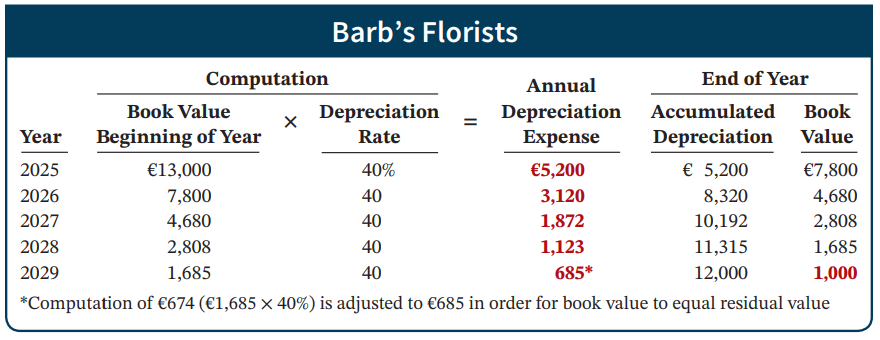 Barb's Florists
Computation Annual End of Year
Book Value Depreciation Depreciation Accumulated Book
Year Beginning of Year × Rate = Expense Depreciation Value
2025 €13,000 40% €5,200 € 5,200 €7,800
2026 7,800 40 3,120 8,320 4,680
2027 4,680 40 1,872 10,192 2,808
2028 2,808 40 1,123 11,315 1,685
2029 1,685 40 685* 12,000 1,000
*Computation of €674 (€1,685 × 40%) is adjusted to €685 in order for book value to equal residual value